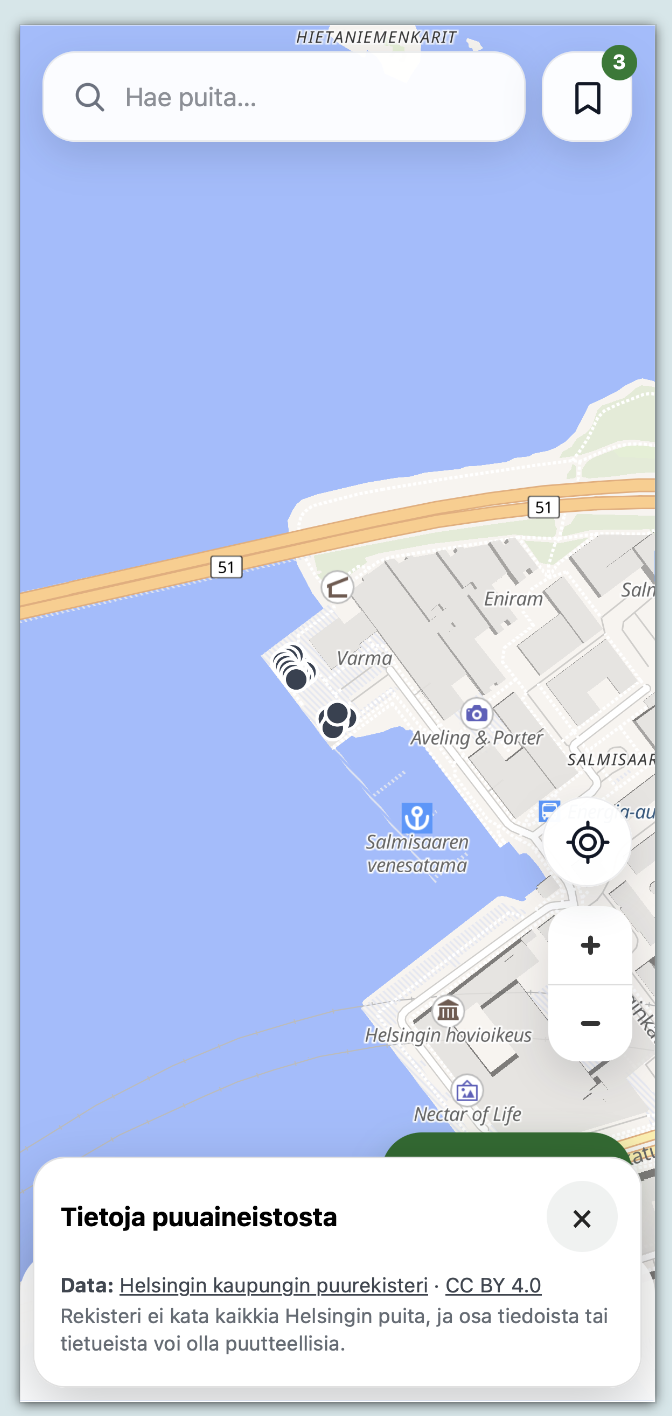 HIETANIEMENKARIT
3
Hae puita...
51
51
Eniram
Varma
Aveling & Porter
SALMISAAR
Salmisaaren
venesatama
Helsingin hovioikeus
Nectar of Life
Tietoja puuaineistosta
Data: Helsingin kaupungin puurekisteri · CC BY 4.0
Rekisteri ei kata kaikkia Helsingin puita, ja osa tiedoista tai
tietueista voi olla puutteellisia.